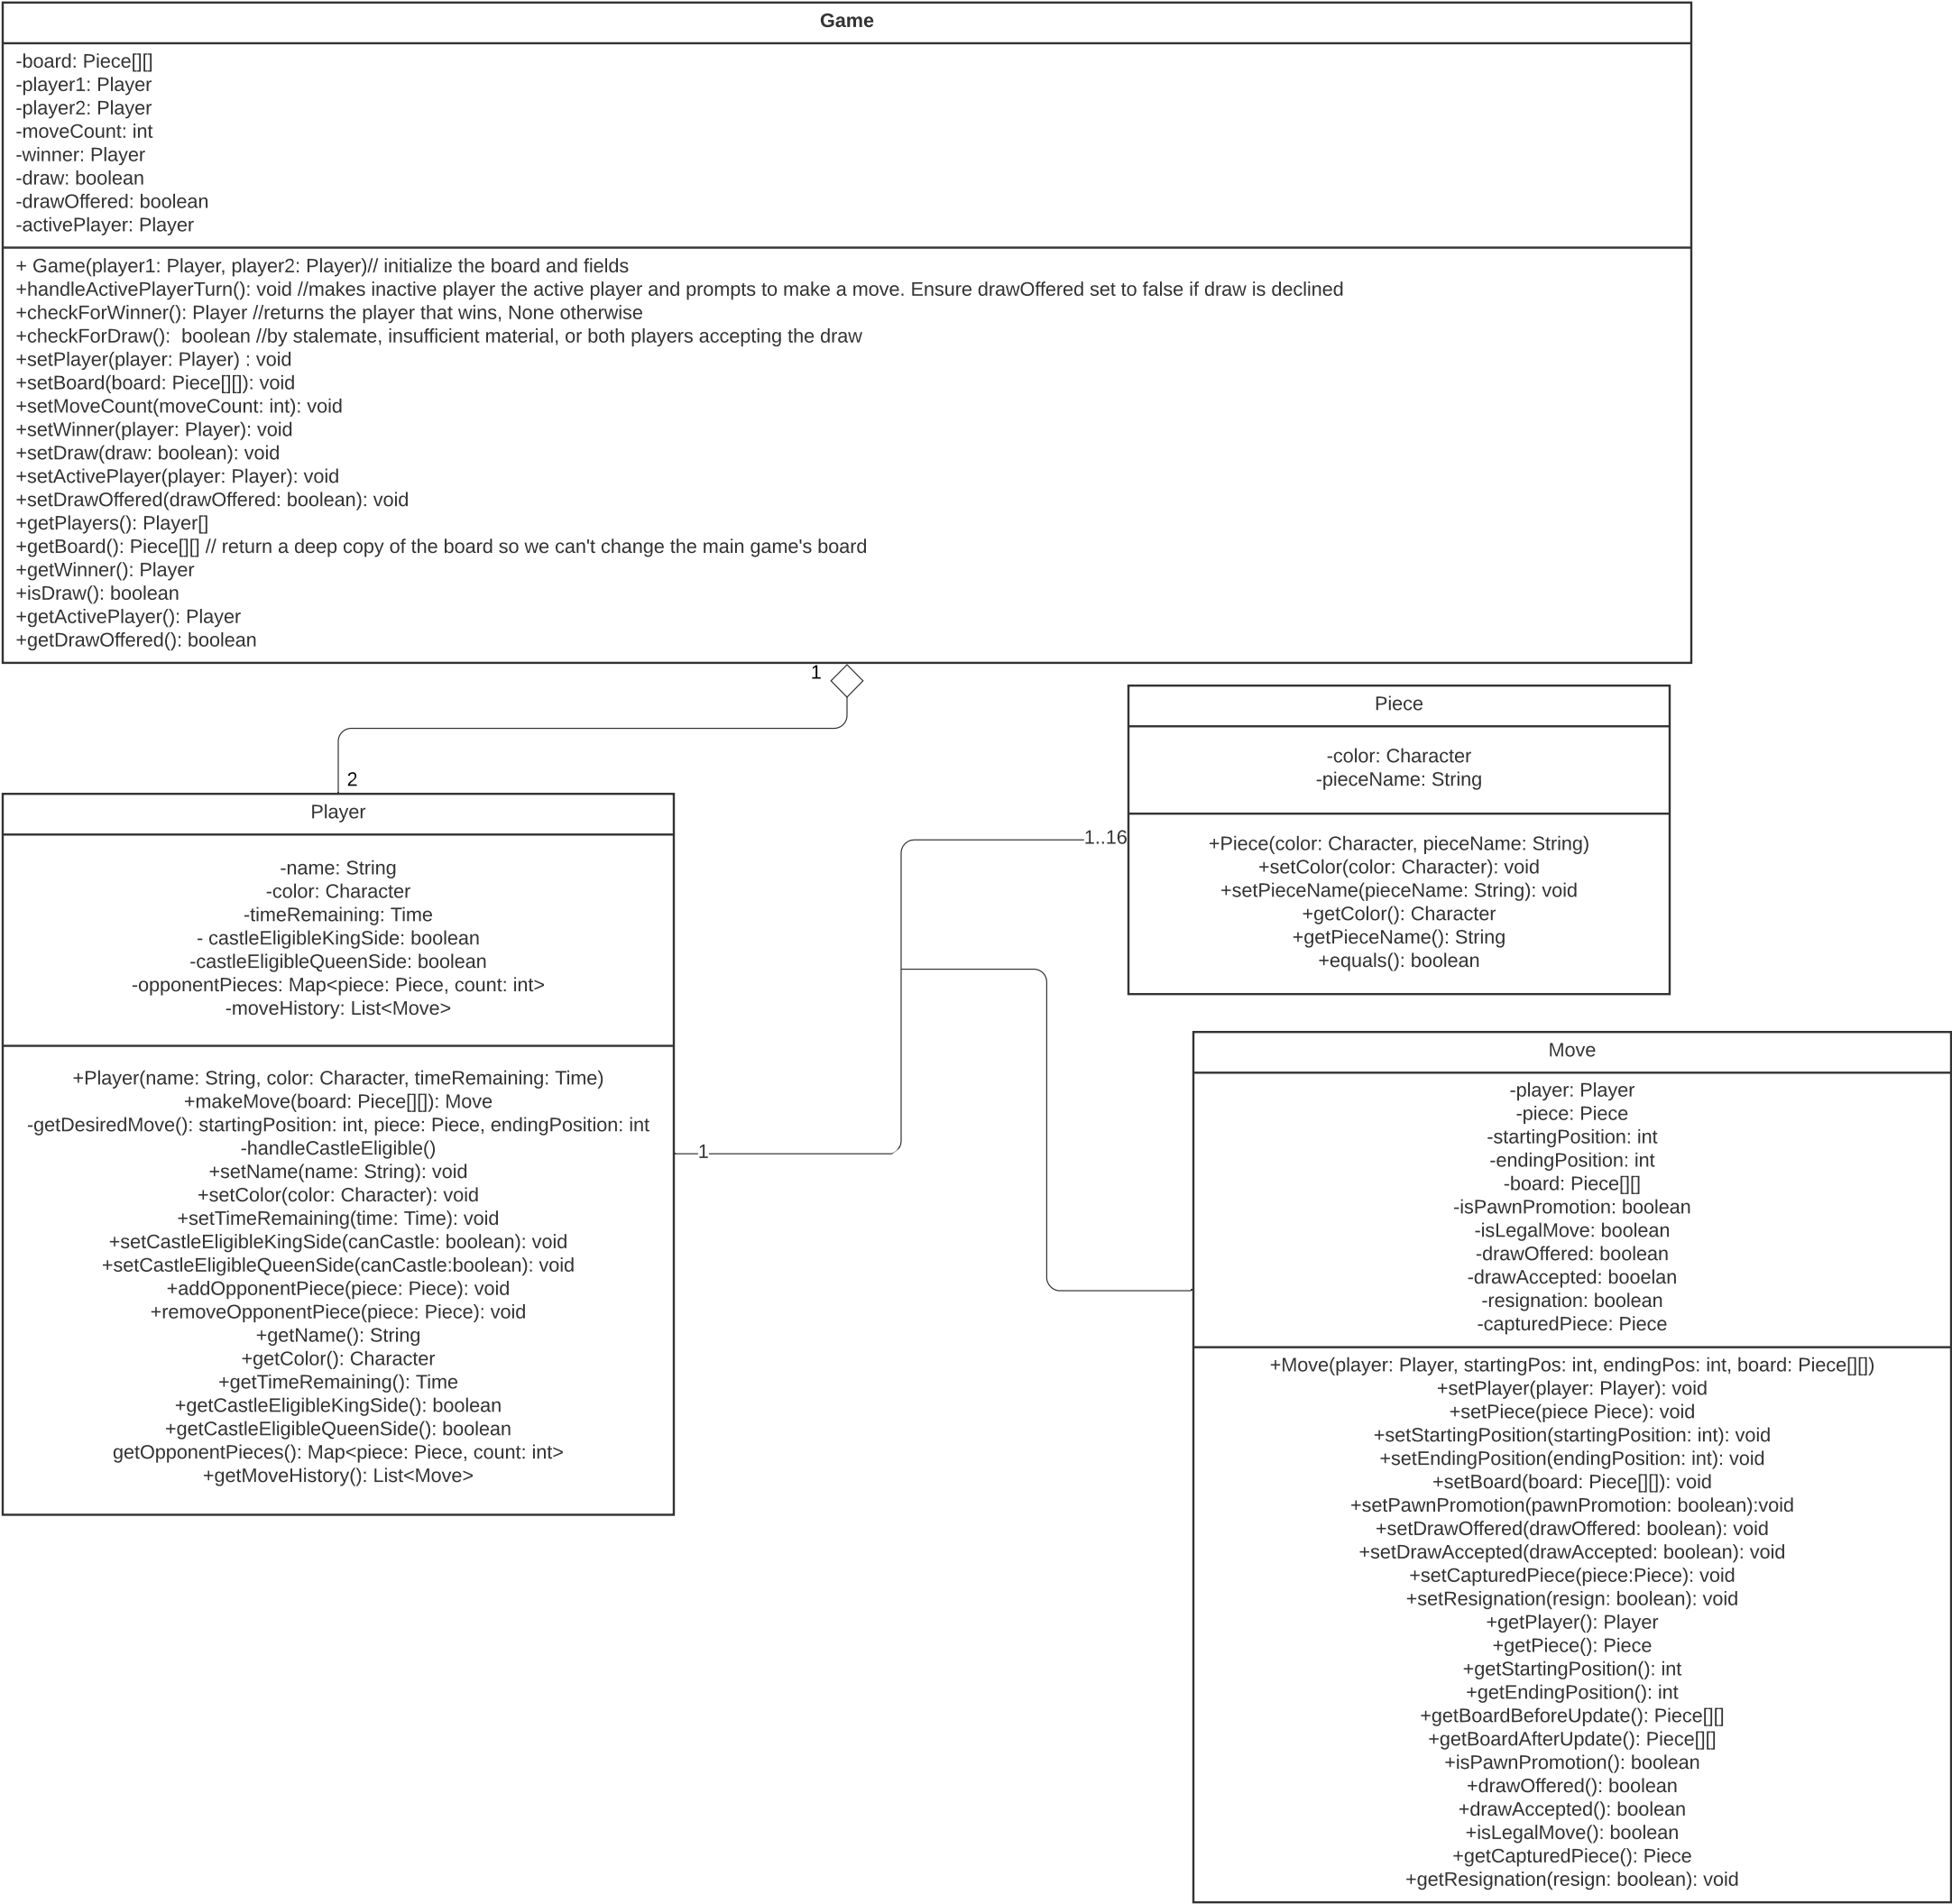 Game
-board: Piece[][]
-player1: Player
-player2: Player
-moveCount: int
-winner: Player
-draw: boolean
-drawOffered: boolean
-activePlayer: Player
+ Game(player1: Player, player2: Player)// initialize the board and fields
+handleActivePlayerTurn(): void //makes inactive player the active player and prompts to make a move. Ensure drawOffered set to false if draw is declined
+checkForWinner(): Player //returns the player that wins, None otherwise
+checkForDraw():  boolean //by stalemate, insufficient material, or both players accepting the draw
+setPlayer(player: Player) : void
+setBoard(board: Piece[][]): void
+setMoveCount(moveCount: int): void
+setWinner(player: Player): void
+setDraw(draw: boolean): void
+setActivePlayer(player: Player): void
+setDrawOffered(drawOffered: boolean): void
+getPlayers(): Player[]
+getBoard(): Piece[][] // return a deep copy of the board so we can't change the main game's board
+getWinner(): Player
+isDraw(): boolean
+getActivePlayer(): Player
+getDrawOffered(): boolean
1
2
Player
-name: String
-color: Character
-timeRemaining: Time
- castleEligibleKingSide: boolean
-castleEligibleQueenSide: boolean
-opponentPieces: Map<piece: Piece, count: int>
-moveHistory: List<Move>
+Player(name: String, color: Character, timeRemaining: Time)
+makeMove(board: Piece[][]): Move
-getDesiredMove(): startingPosition: int, piece: Piece, endingPosition: int
-handleCastleEligible()
+setName(name: String): void
+setColor(color: Character): void
+setTimeRemaining(time: Time): void
+setCastleEligibleKingSide(canCastle: boolean): void
+setCastleEligibleQueenSide(canCastle:boolean): void
+addOpponentPiece(piece: Piece): void
+removeOpponentPiece(piece: Piece): void
+getName(): String
+getColor(): Character
+getTimeRemaining(): Time
+getCastleEligibleKingSide(): boolean
+getCastleEligibleQueenSide(): boolean
getOpponentPieces(): Map<piece: Piece, count: int>
+getMoveHistory(): List<Move>
1
1..16
Piece
-color: Character
-pieceName: String
+Piece(color: Character, pieceName: String)
+setColor(color: Character): void
+setPieceName(pieceName: String): void
+getColor(): Character
+getPieceName(): String
+equals(): boolean
Move
-player: Player
-piece: Piece
-startingPosition: int
-endingPosition: int
-board: Piece[][]
-isPawnPromotion: boolean
-isLegalMove: boolean
-drawOffered: boolean
-drawAccepted: booelan
-resignation: boolean
-capturedPiece: Piece
+Move(player: Player, startingPos: int, endingPos: int, board: Piece[][])
+setPlayer(player: Player): void
+setPiece(piece Piece): void
+setStartingPosition(startingPosition: int): void
+setEndingPosition(endingPosition: int): void
+setBoard(board: Piece[][]): void
+setPawnPromotion(pawnPromotion: boolean):void
+setDrawOffered(drawOffered: boolean): void
+setDrawAccepted(drawAccepted: boolean): void
+setCapturedPiece(piece:Piece): void
+setResignation(resign: boolean): void
+getPlayer(): Player
+getPiece(): Piece
+getStartingPosition(): int
+getEndingPosition(): int
+getBoardBeforeUpdate(): Piece[][]
+getBoardAfterUpdate(): Piece[][]
+isPawnPromotion(): boolean
+drawOffered(): boolean
+drawAccepted(): boolean
+isLegalMove(): boolean
+getCapturedPiece(): Piece
+getResignation(resign: boolean): void